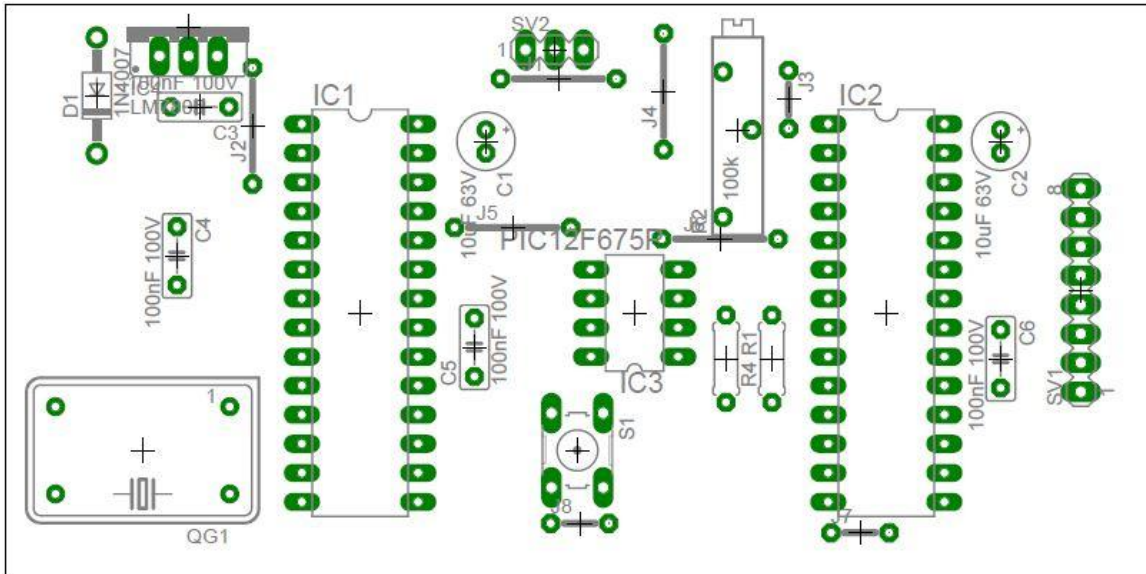 SV2
1
1N4007
D1
100nF 100V
C3
J2
IC1
10uF 63V
C1
J4
100k
J3
IC2
10uF 63V
C2
8
SV1
1
C4
100nF 100V
J5
PIC12F675P
C5
100nF 100V
IC3
R4
R1
100nF 100V
C6
1
QG1
S1
J8
J7